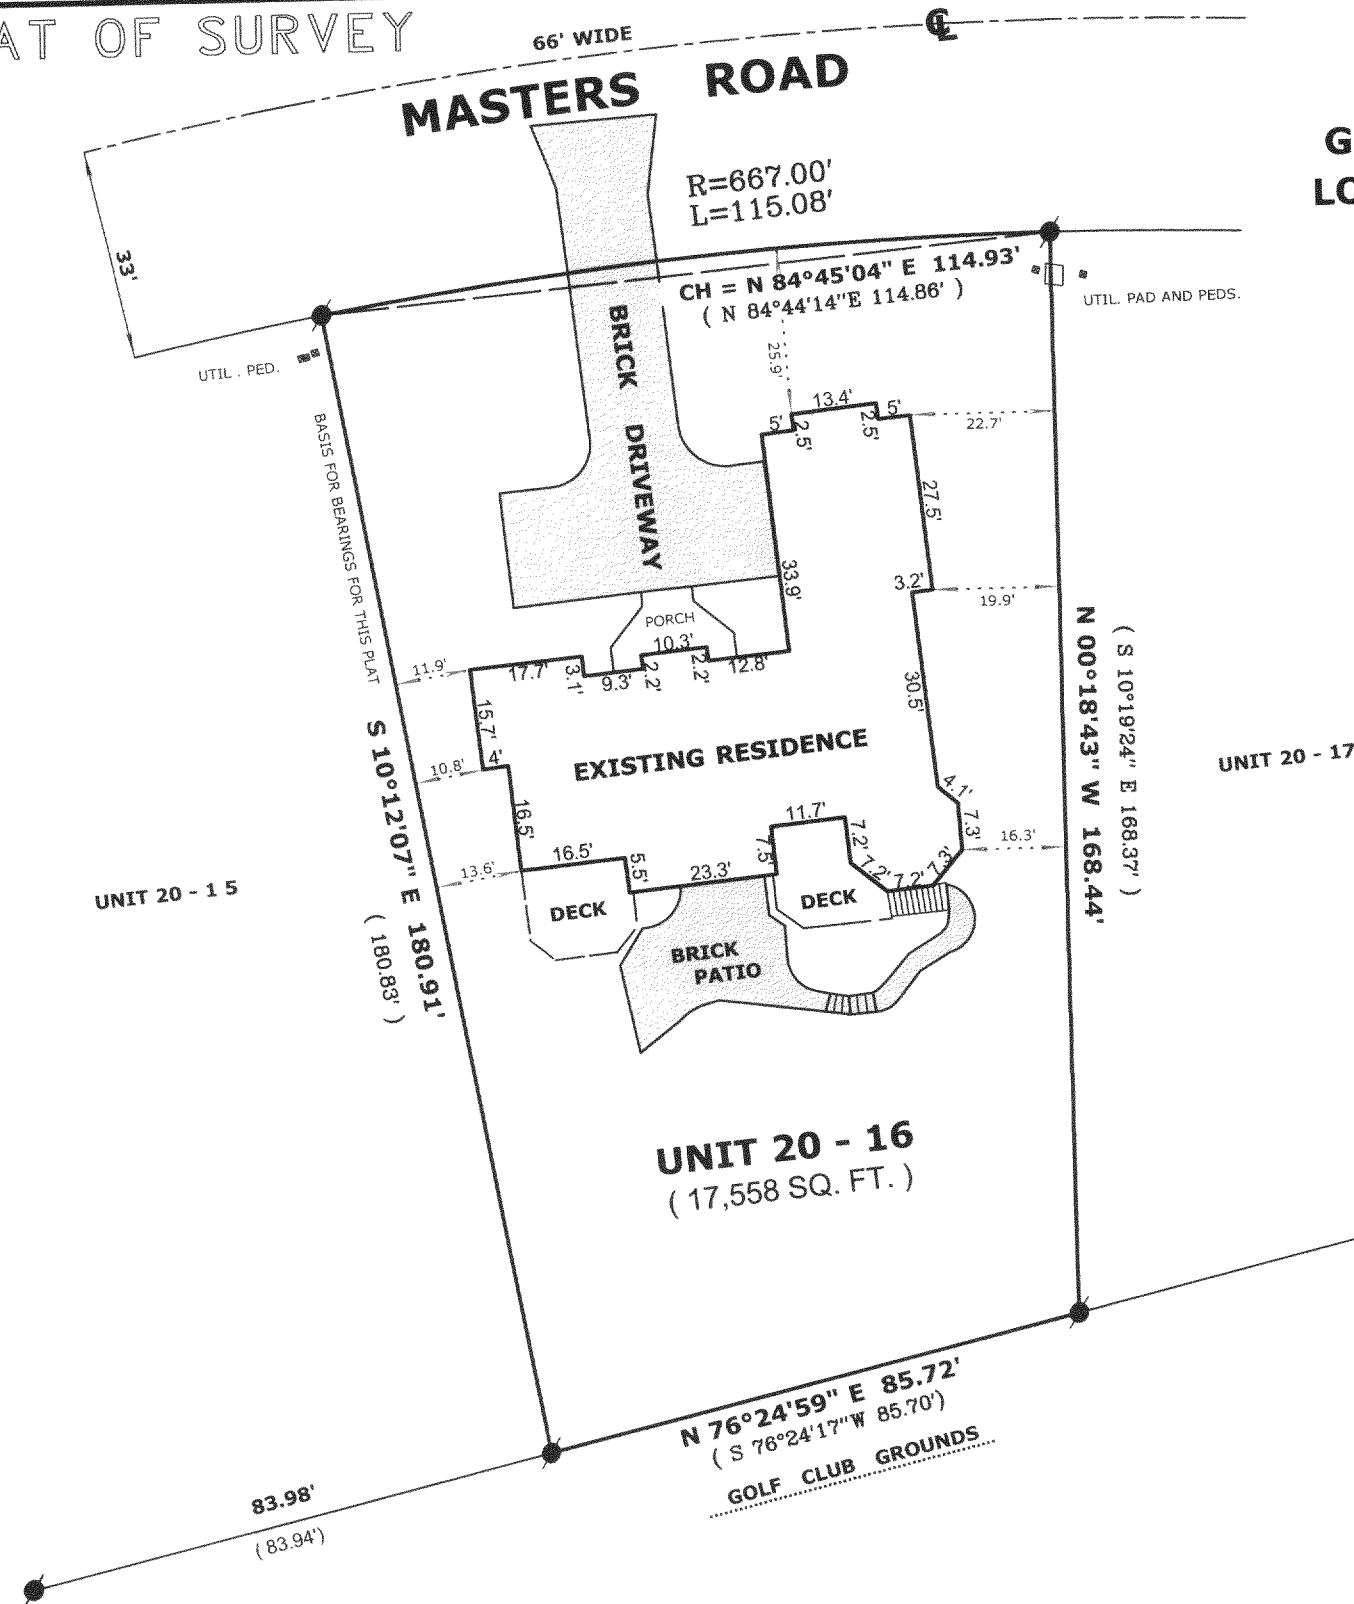 AT OF SURVEY
66' WIDE
℄
MASTERS ROAD
G
LO
33'
R=667.00'
L=115.08'
CH = N 84°45'04" E 114.93'
( N 84°44'14"E 114.86' )
UTIL. PAD AND PEDS.
UTIL . PED.
BASIS FOR BEARINGS FOR THIS PLAT
BRICK DRIVEWAY
25.9'
13.4'
5'
2.5'
2.5'
5'
22.7'
27.5'
33.9'
3.2'
19.9'
PORCH
10.3'
11.9'
17.7'
3.1'
9.3'
2.2'
2.2'
12.8'
30.5'
15.7'
4'
10.8'
EXISTING RESIDENCE
S 10°12'07" E 180.91'
( 180.83' )
N 00°18'43" W 168.44'
( S 10°19'24" E 168.37' )
UNIT 20 - 17
4.1'
7.3'
16.3'
16.5'
11.7'
7.2'
7.5'
16.5'
5.5'
23.3'
7.2'
7.2'
7.3'
13.6'
UNIT 20 - 1 5
DECK
DECK
BRICK
PATIO
UNIT 20 - 16
( 17,558 SQ. FT. )
N 76°24'59" E 85.72'
( S 76°24'17"W 85.70')
GOLF CLUB GROUNDS
83.98'
( 83.94')